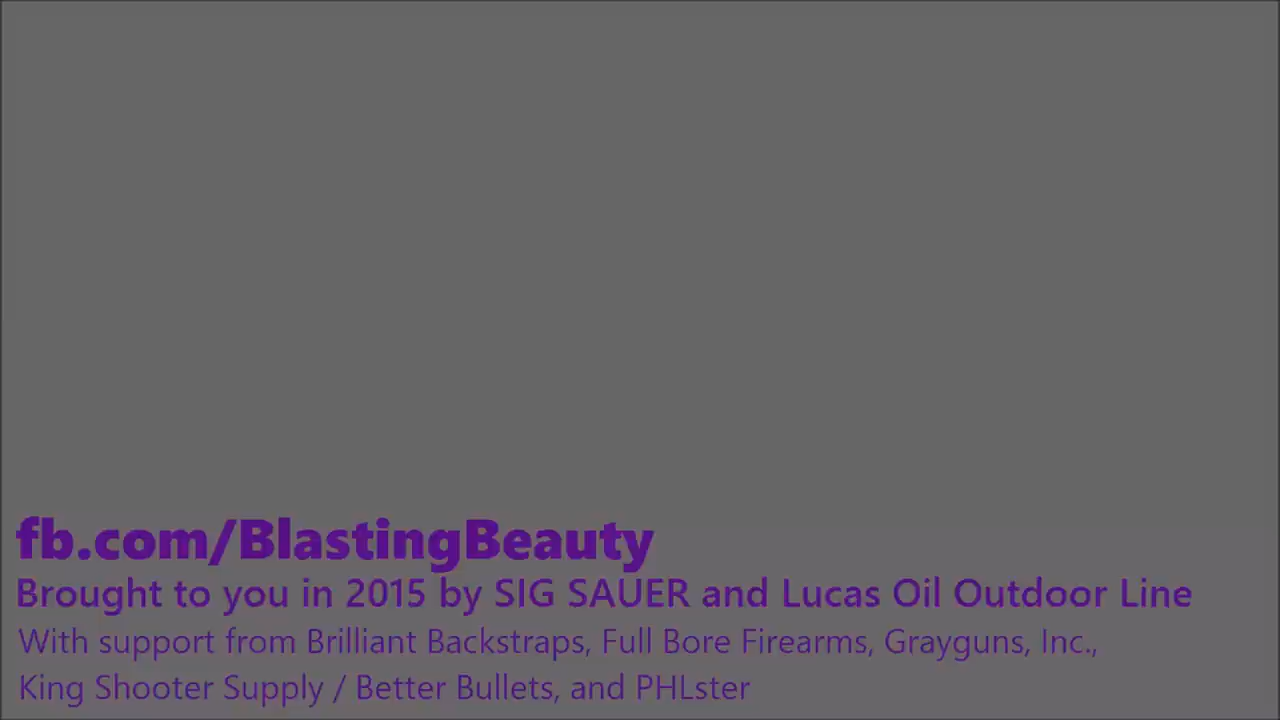 fb.com/BlastingBeauty
Brought to you in 2015 by SIG SAUER and Lucas Oil Outdoor Line
With support from Brilliant Backstraps, Full Bore Firearms, Grayguns, Inc.,
King Shooter Supply / Better Bullets, and PHLster